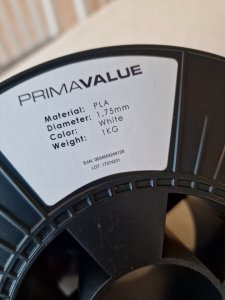 PRIMAVALUE
Material: PLA
Diameter: 1,75mm
Color: White
Weight: 1KG